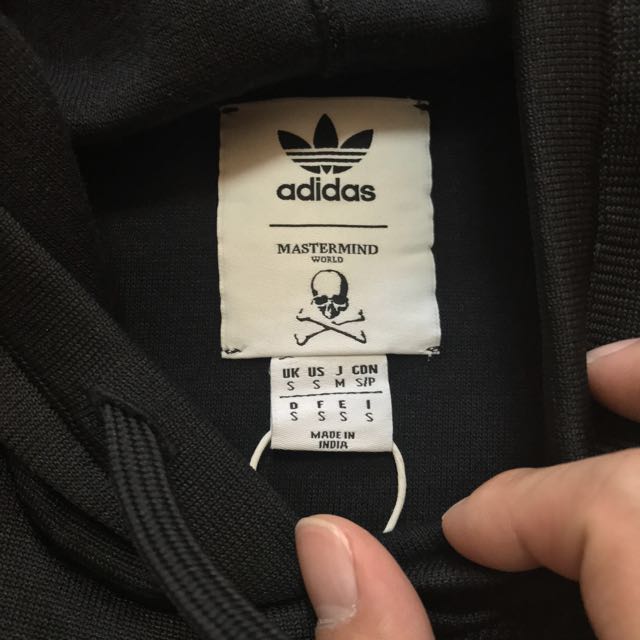 adidas
MASTERMIND
WORLD
UK US J CDN
S S M S/P
D F E I
S S S S
MADE IN
INDIA